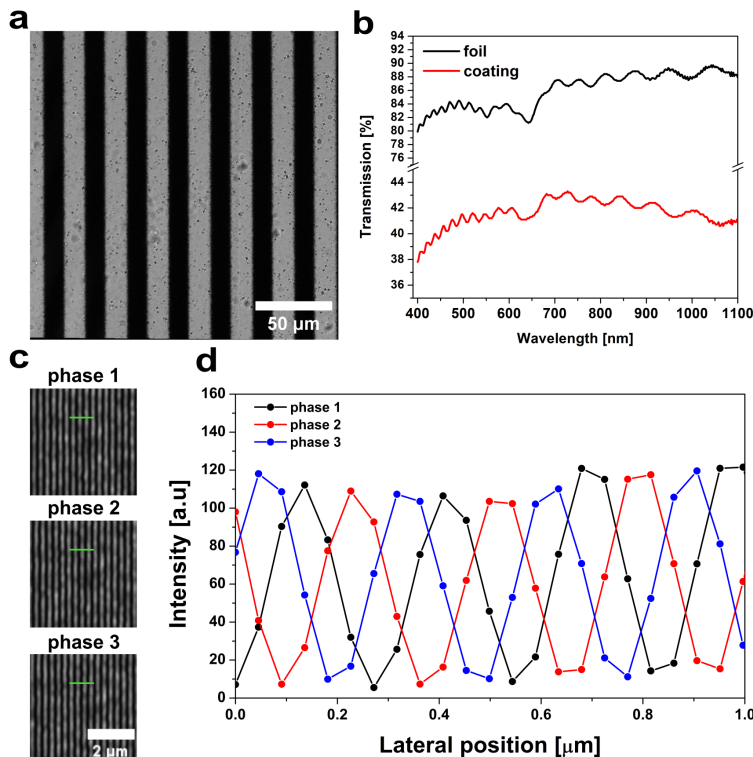 a
50 μm
b
94
92
90
88
86
84
82
80
78
76
42
40
38
36
Transmission [%]
foil
coating
400 500 600 700 800 900 1000 1100
Wavelength [nm]
c
phase 1
phase 2
phase 3
2 μm
d
160
140
120
100
80
60
40
20
0
Intensity [a.u]
phase 1
phase 2
phase 3
0.0 0.2 0.4 0.6 0.8 1.0
Lateral position [μm]